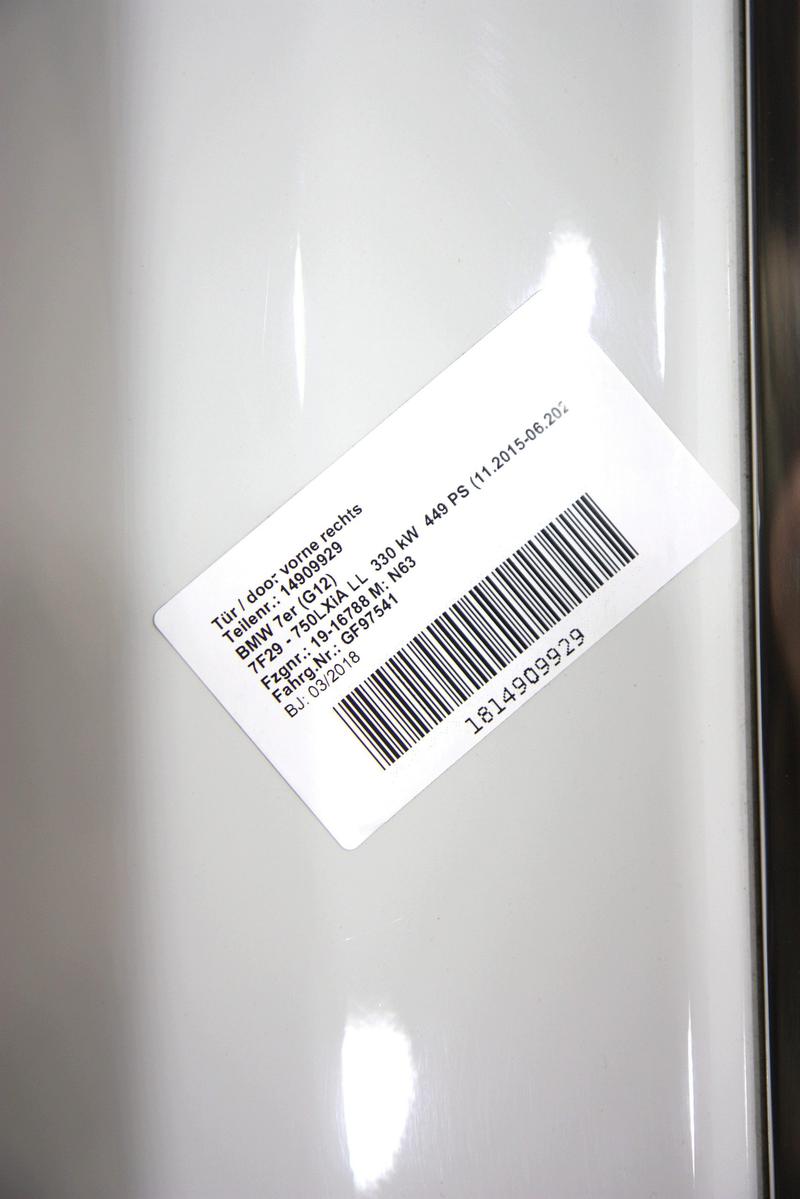 Tür / door vorne rechts
Teilenr.: 14909929
BMW 7er (G12)
7F29 - 750LXiA LL 330 kW 449 PS (11.2015-06.202
Fzgnr.: 19-16788 M: N63
Fahrg.Nr.: GF97541
BJ: 03/2018
1814909929